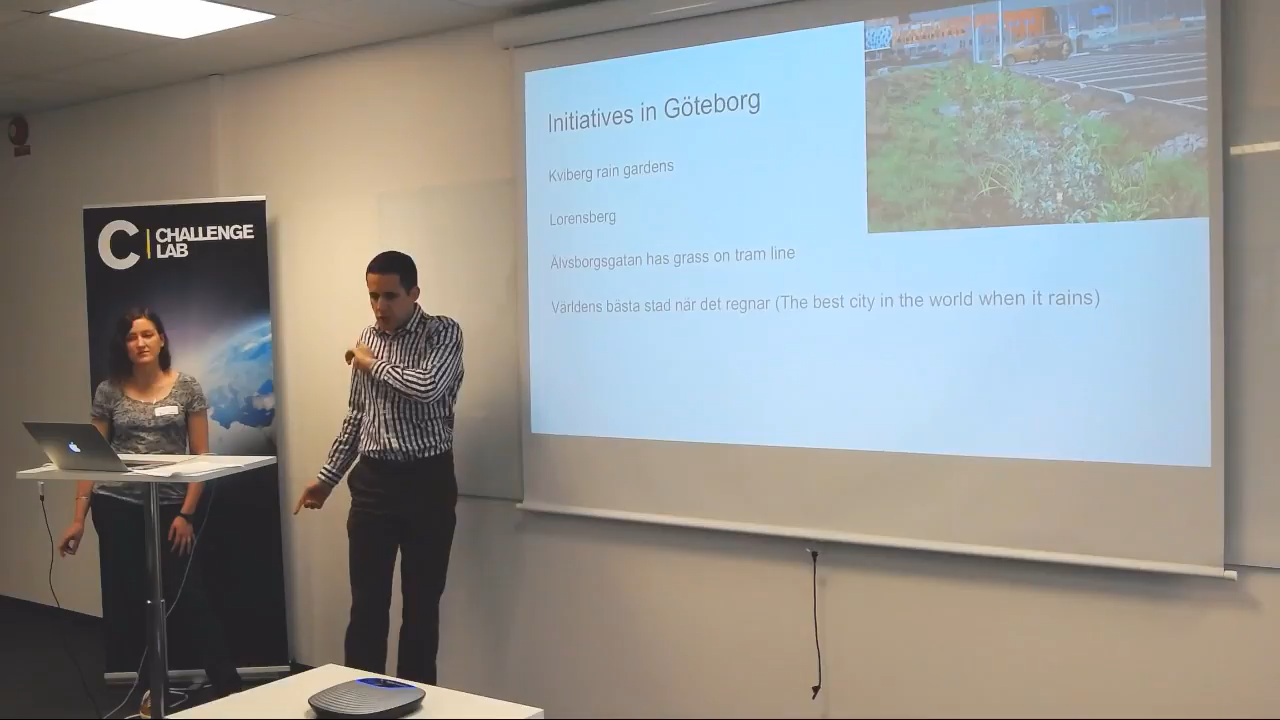 C
CHALLENGE
LAB
Initiatives in Göteborg
Kviberg rain gardens
Lorensberg
Älvsborgsgatan has grass on tram line
Världens bästa stad när det regnar (The best city in the world when it rains)